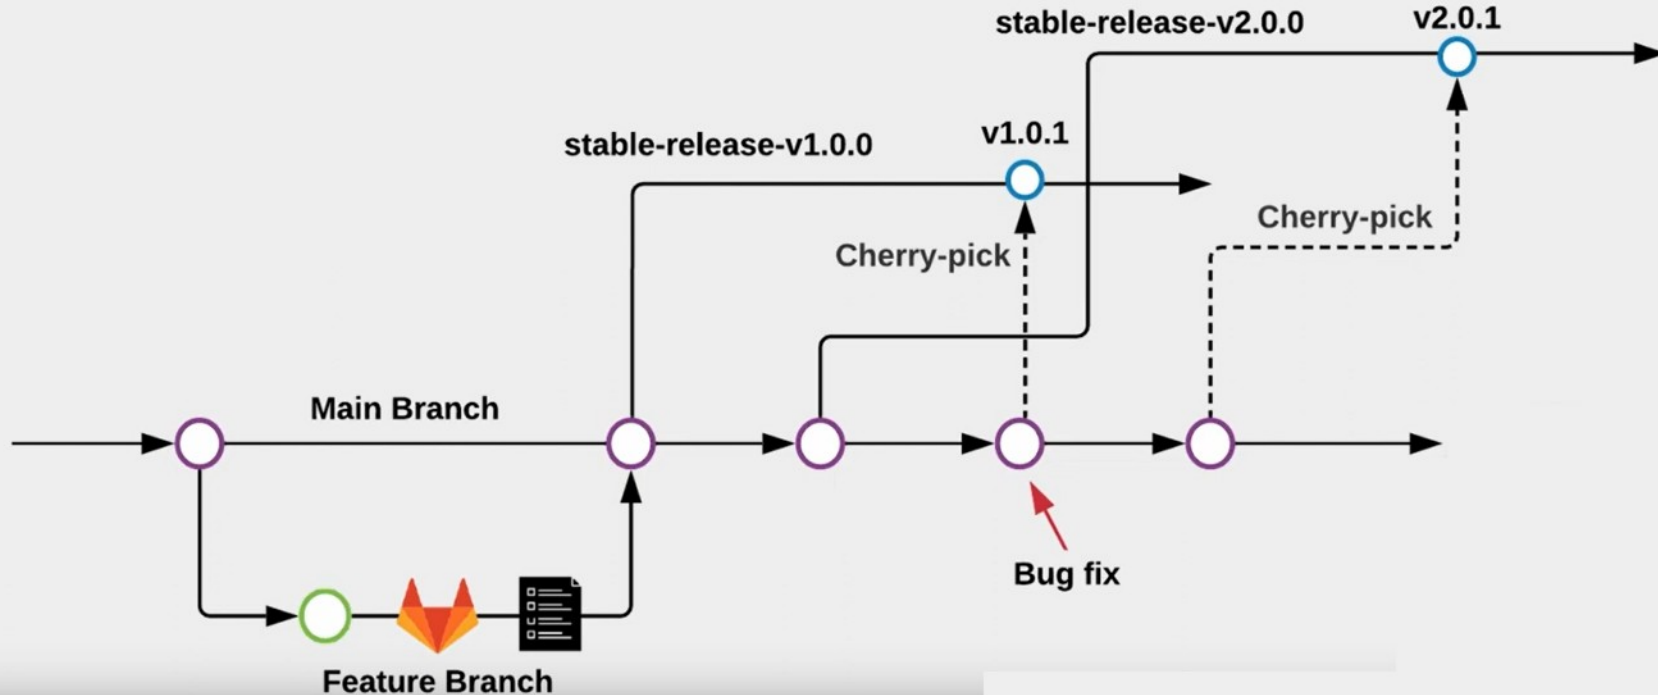 stable-release-v2.0.0
v2.0.1
stable-release-v1.0.0
v1.0.1
Cherry-pick
Cherry-pick
Main Branch
Bug fix
Feature Branch